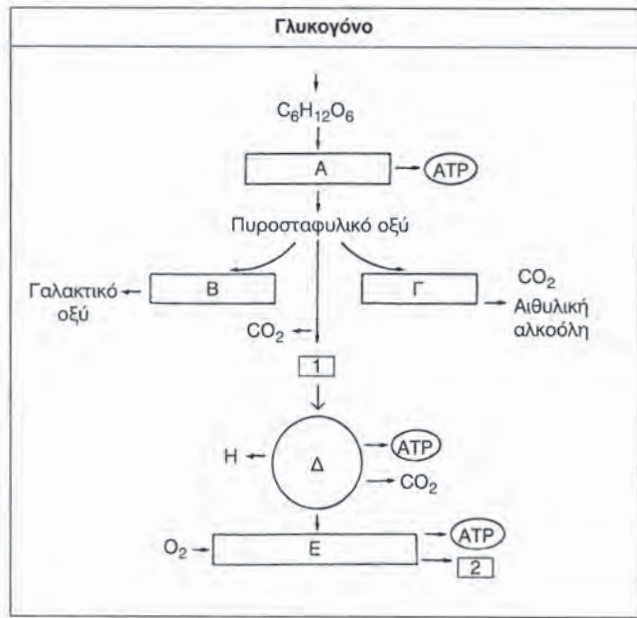 Γλυκογόνο
C₆H₁₂O₆
Α
ATP
Πυροσταφυλικό οξύ
Β
Γαλακτικό
οξύ
Γ
CO₂
Αιθυλική
αλκοόλη
CO₂
1
Δ
H
ATP
CO₂
O₂
Ε
ATP
2